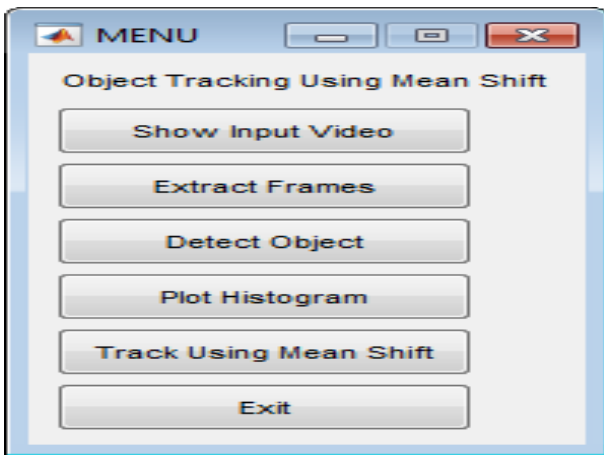 MENU
Object Tracking Using Mean Shift
Show Input Video
Extract Frames
Detect Object
Plot Histogram
Track Using Mean Shift
Exit